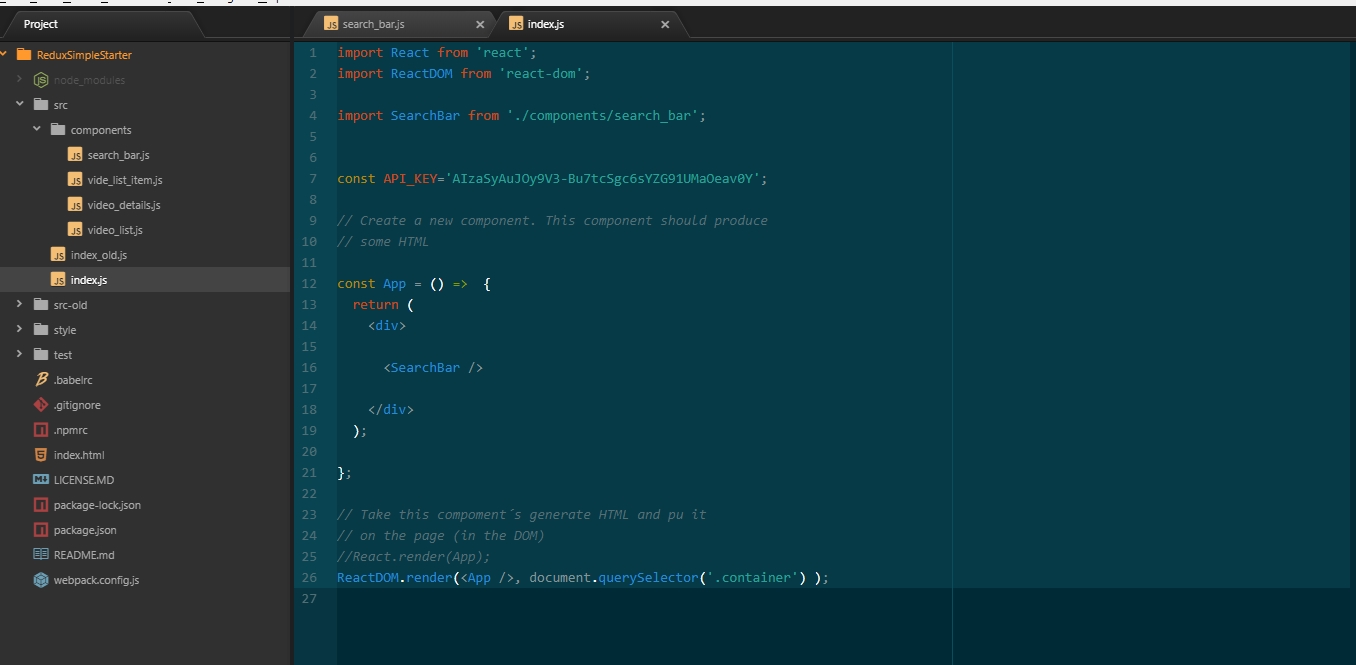 Project
search_bar.js
index.js
ReduxSimpleStarter
node_modules
src
components
search_bar.js
vide_list_item.js
video_details.js
video_list.js
index_old.js
index.js
src-old
style
test
.babelrc
.gitignore
.npmrc
index.html
LICENSE.MD
package-lock.json
package.json
README.md
webpack.config.js
1 import React from 'react';
2 import ReactDOM from 'react-dom';
3
4 import SearchBar from './components/search_bar';
5
6
7 const API_KEY='AIzaSyAuJOy9V3-Bu7tcSgc6sYZG91UMaOeav0Y';
8
9 // Create a new component. This component should produce
10 // some HTML
11
12 const App = () =>  {
13   return (
14     <div>
15
16       <SearchBar />
17
18     </div>
19   );
20
21 };
22
23 // Take this compoment´s generate HTML and pu it
24 // on the page (in the DOM)
25 //React.render(App);
26 ReactDOM.render(<App />, document.querySelector('.container') );
27